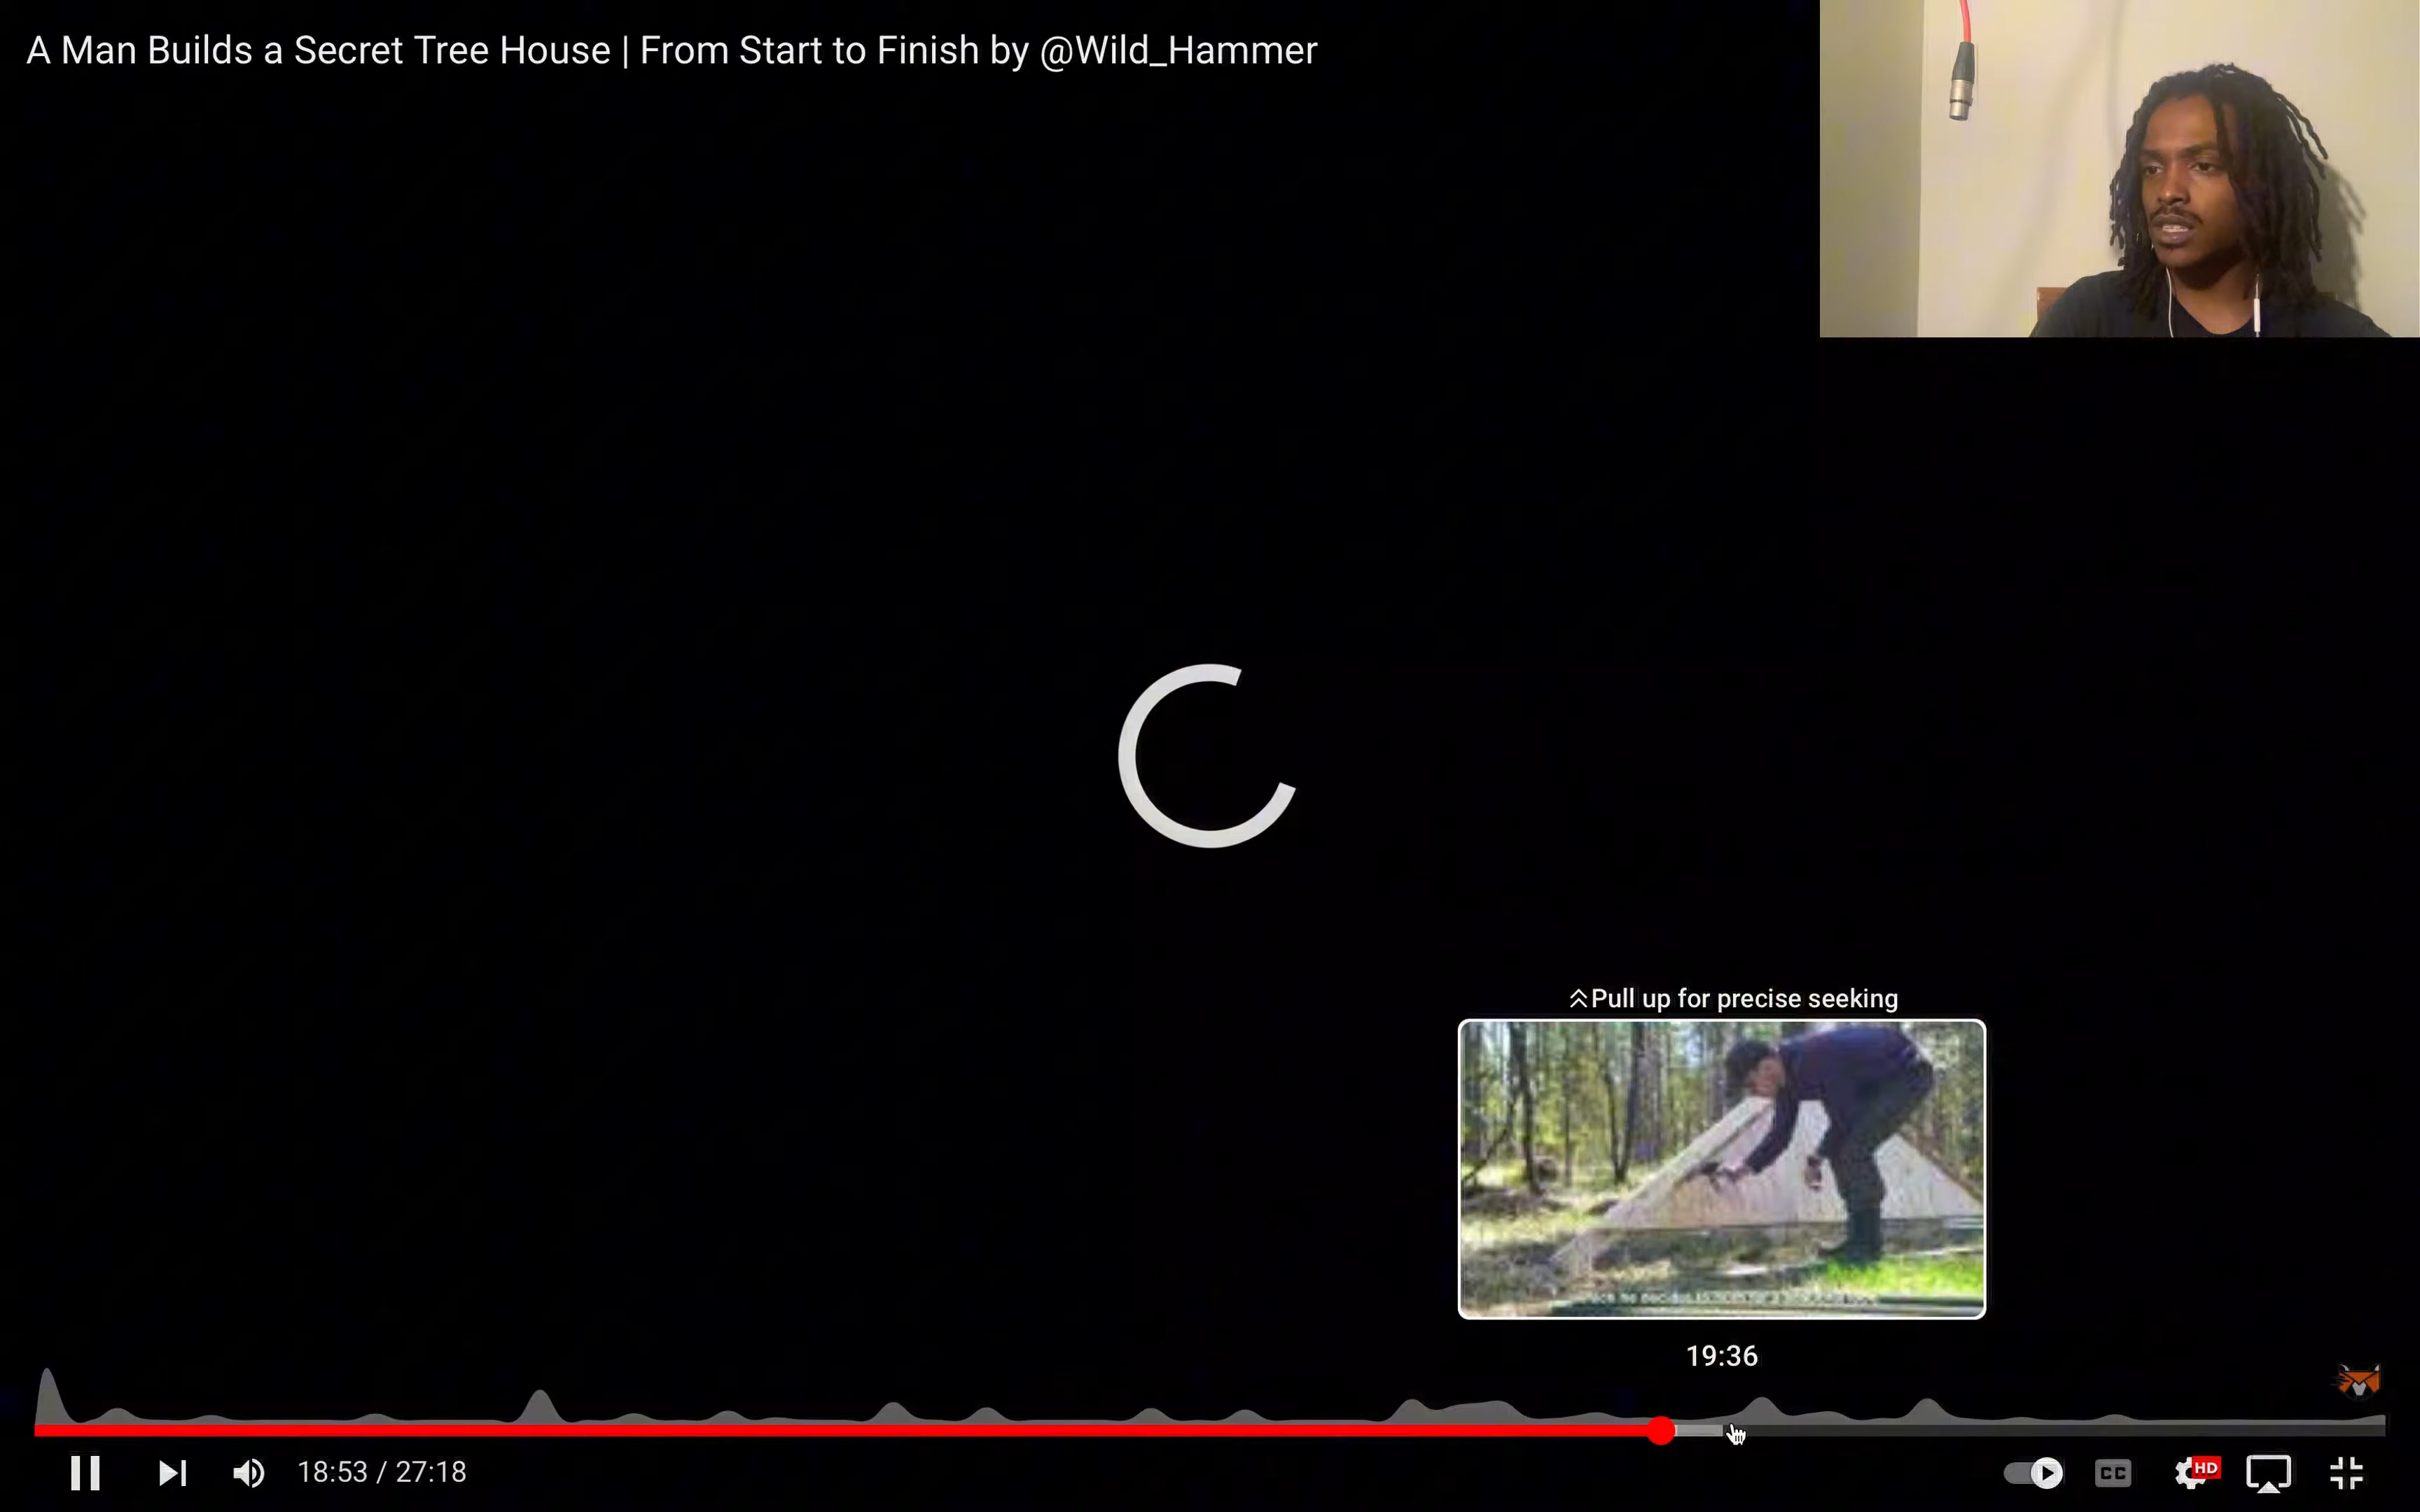 A Man Builds a Secret Tree House | From Start to Finish by @Wild_Hammer
Pull up for precise seeking
19:36
18:53 / 27:18
CC
HD